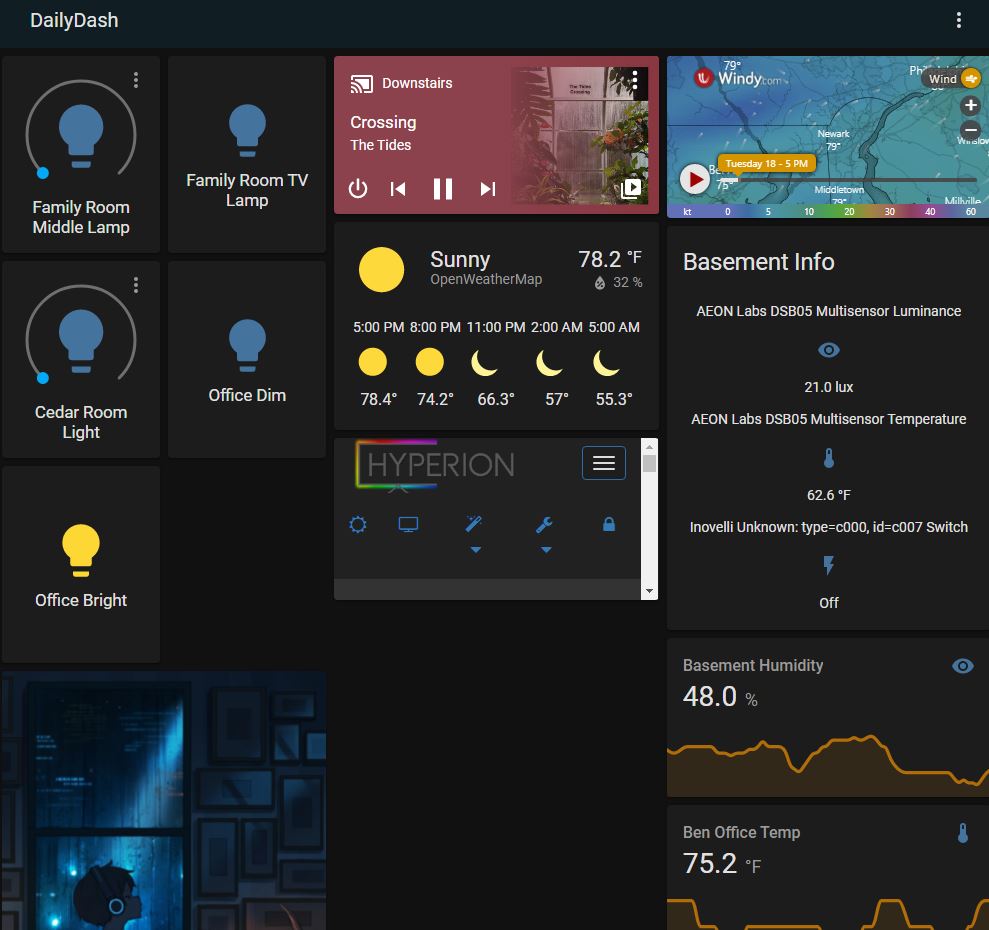 DailyDash
Family Room
Middle Lamp
Family Room TV
Lamp
Cedar Room
Light
Office Dim
Office Bright
Downstairs
Crossing
The Tides
The Tides
Crossing
Sunny
OpenWeatherMap
78.2 °F
32 %
5:00 PM 8:00 PM 11:00 PM 2:00 AM 5:00 AM
78.4° 74.2° 66.3° 57° 55.3°
HYPERION
79°
Windy.com
Wind
Newark
79°
Tuesday 18 - 5 PM
75°
Middletown
79°
Millville
kt 0 5 10 20 30 40 60
Basement Info
AEON Labs DSB05 Multisensor Luminance
21.0 lux
AEON Labs DSB05 Multisensor Temperature
62.6 °F
Inovelli Unknown: type=c000, id=c007 Switch
Off
Basement Humidity
48.0 %
Ben Office Temp
75.2 °F